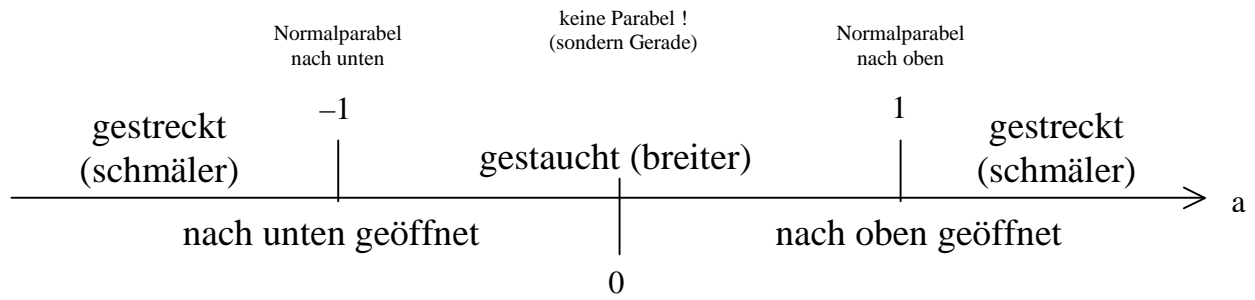 keine Parabel !
(sondern Gerade)
Normalparabel
nach unten
Normalparabel
nach oben
–1
1
gestreckt
(schmäler)
gestaucht (breiter)
gestreckt
(schmäler)
a
nach unten geöffnet
nach oben geöffnet
0